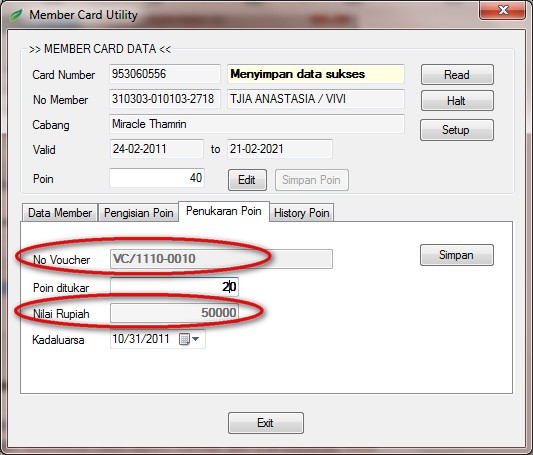 Member Card Utility
>> MEMBER CARD DATA <<
Card Number 953060556 Menyimpan data sukses Read
No Member 310303-010103-2718 TJIA ANASTASIA / VIVI Halt
Cabang Miracle Thamrin Setup
Valid 24-02-2011 to 21-02-2021
Poin 40 Edit Simpan Poin
Data Member Pengisian Poin Penukaran Poin History Poin
No Voucher VC/1110-0010 Simpan
Poin ditukar 20
Nilai Rupiah 50000
Kadaluarsa 10/31/2011
Exit